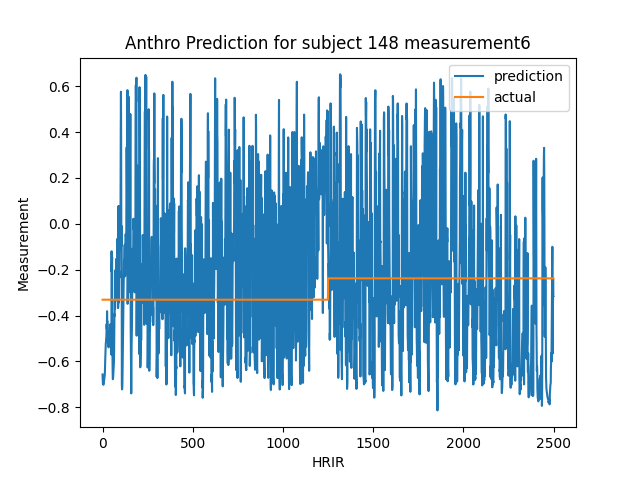 Anthro Prediction for subject 148 measurement6
prediction
actual
Measurement
0.6
0.4
0.2
0.0
−0.2
−0.4
−0.6
−0.8
0
500
1000
1500
2000
2500
HRIR